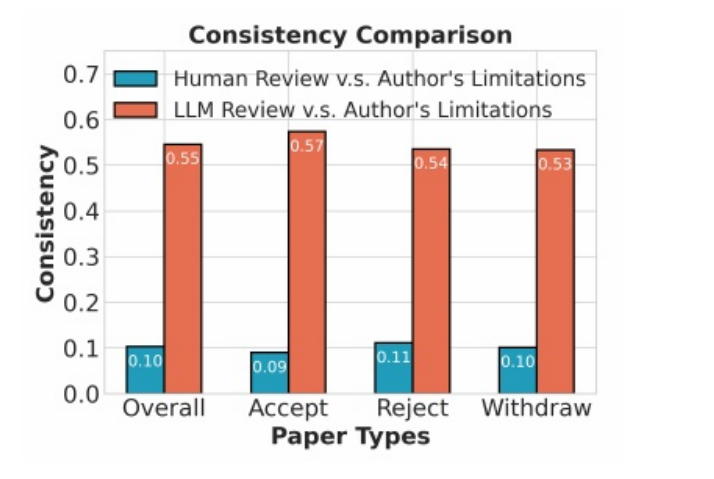 Consistency Comparison
Human Review v.s. Author's Limitations
LLM Review v.s. Author's Limitations
Consistency
0.7
0.6
0.5
0.4
0.3
0.2
0.1
0.0
0.10
0.55
0.09
0.57
0.11
0.54
0.10
0.53
Overall
Accept
Reject
Withdraw
Paper Types